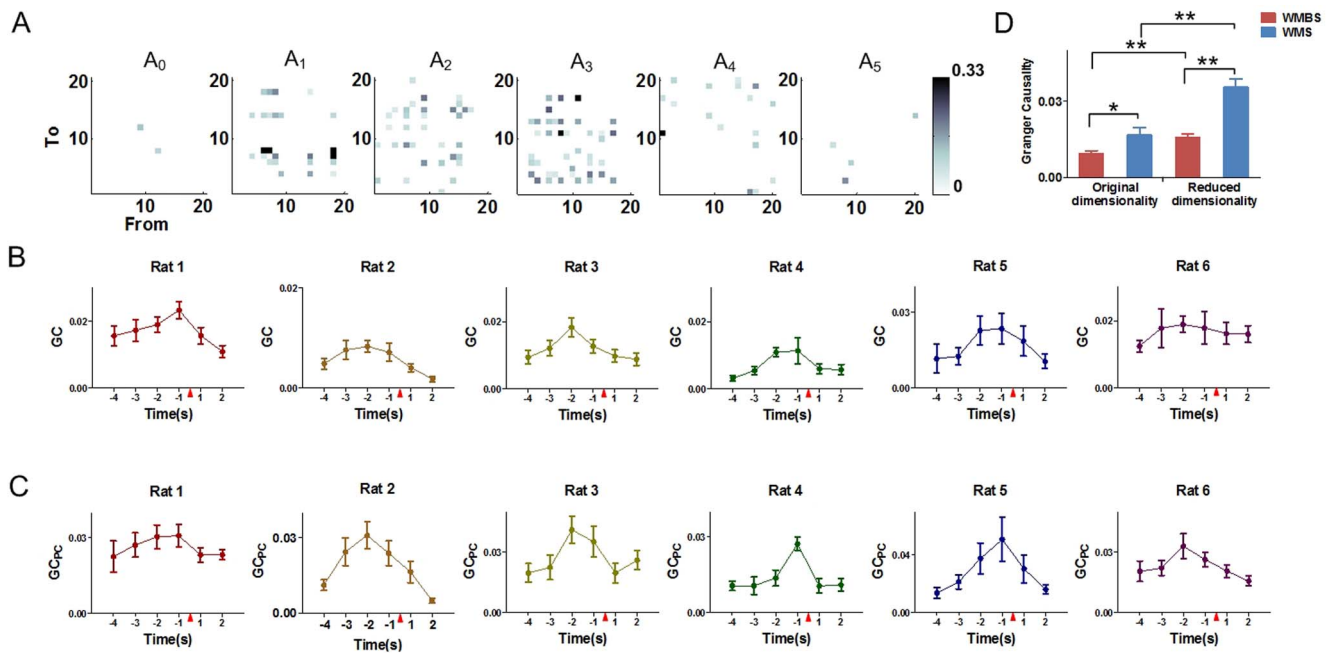 A
A0 A1 A2 A3 A4 A5
0.33
0
20
10
To
20
10
20
10
20
10
20
10
20
10
10 20 10 20 10 20 10 20 10 20 10 20
From
D
WMBS
WMS
** ** ** *
Granger Causality
0.03
0.00
Original dimensionality
Reduced dimensionality
B
Rat 1 Rat 2 Rat 3 Rat 4 Rat 5 Rat 6
GC 0.02 0.00
GC 0.02 0.00
GC 0.02 0.00
GC 0.02 0.00
GC 0.03 0.00
GC 0.02 0.00
-4 -3 -2 -1 1 2 -4 -3 -2 -1 1 2 -4 -3 -2 -1 1 2 -4 -3 -2 -1 1 2 -4 -3 -2 -1 1 2 -4 -3 -2 -1 1 2
Time(s) Time(s) Time(s) Time(s) Time(s) Time(s)
C
Rat 1 Rat 2 Rat 3 Rat 4 Rat 5 Rat 6
GCPC 0.03 0.00
GCPC 0.03 0.00
GCPC 0.03 0.00
GCPC 0.03 0.00
GCPC 0.04 0.00
GCPC 0.03 0.00
-4 -3 -2 -1 1 2 -4 -3 -2 -1 1 2 -4 -3 -2 -1 1 2 -4 -3 -2 -1 1 2 -4 -3 -2 -1 1 2 -4 -3 -2 -1 1 2
Time(s) Time(s) Time(s) Time(s) Time(s) Time(s)